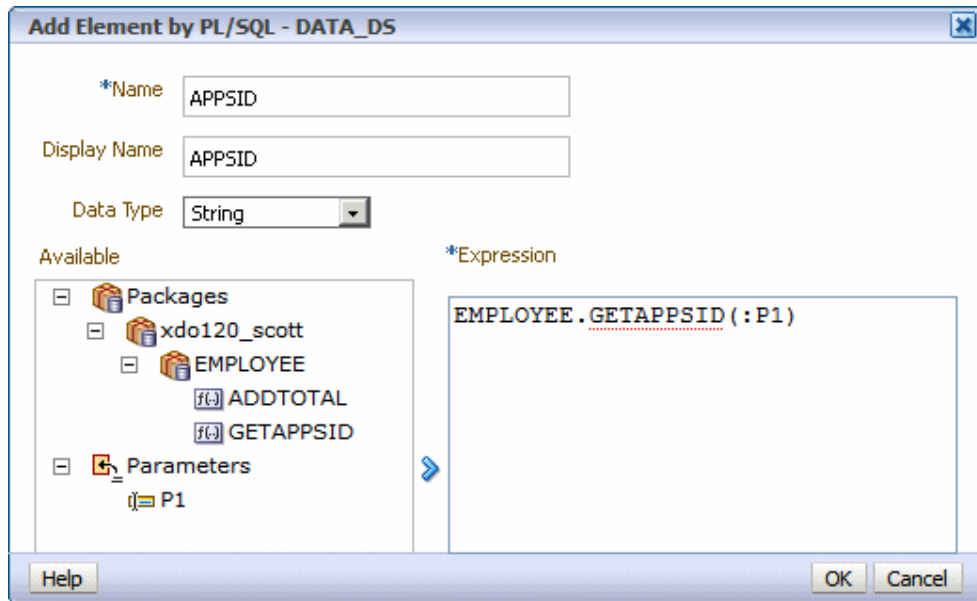 Add Element by PL/SQL - DATA_DS
*Name
APPSID
Display Name
APPSID
Data Type
String
Available
*Expression
Packages
xdo120_scott
EMPLOYEE
ADDTOTAL
GETAPPSID
Parameters
P1
EMPLOYEE.GETAPPSID(:P1)
Help
OK
Cancel